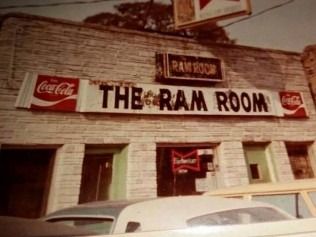 RAM ROOM
Coca-Cola THE RAM ROOM Coca-Cola
Budweiser